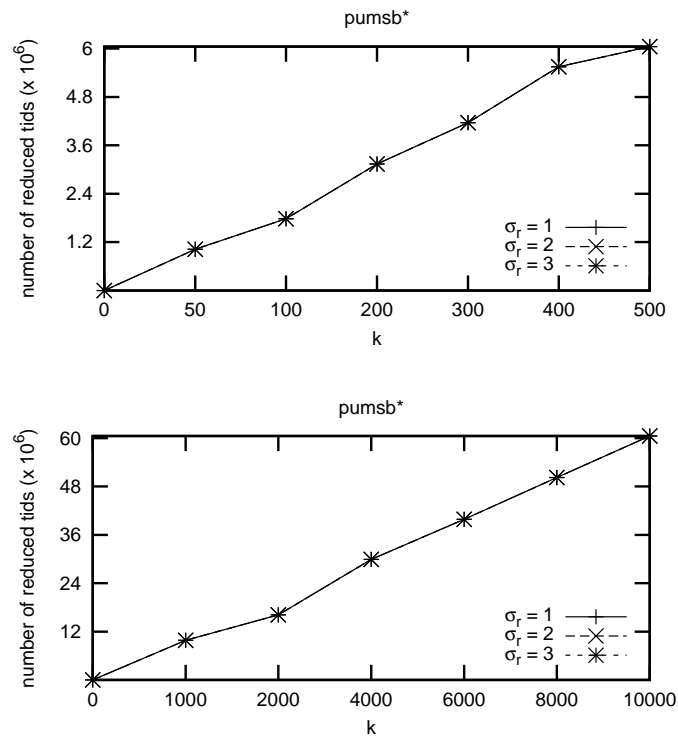 pumsb*
number of reduced tids (x 10⁶)
6
4.8
3.6
2.4
1.2
σr = 1
σr = 2
σr = 3
0 50 100 200 300 400 500
k
pumsb*
number of reduced tids (x 10⁶)
60
48
36
24
12
σr = 1
σr = 2
σr = 3
0 1000 2000 4000 6000 8000 10000
k